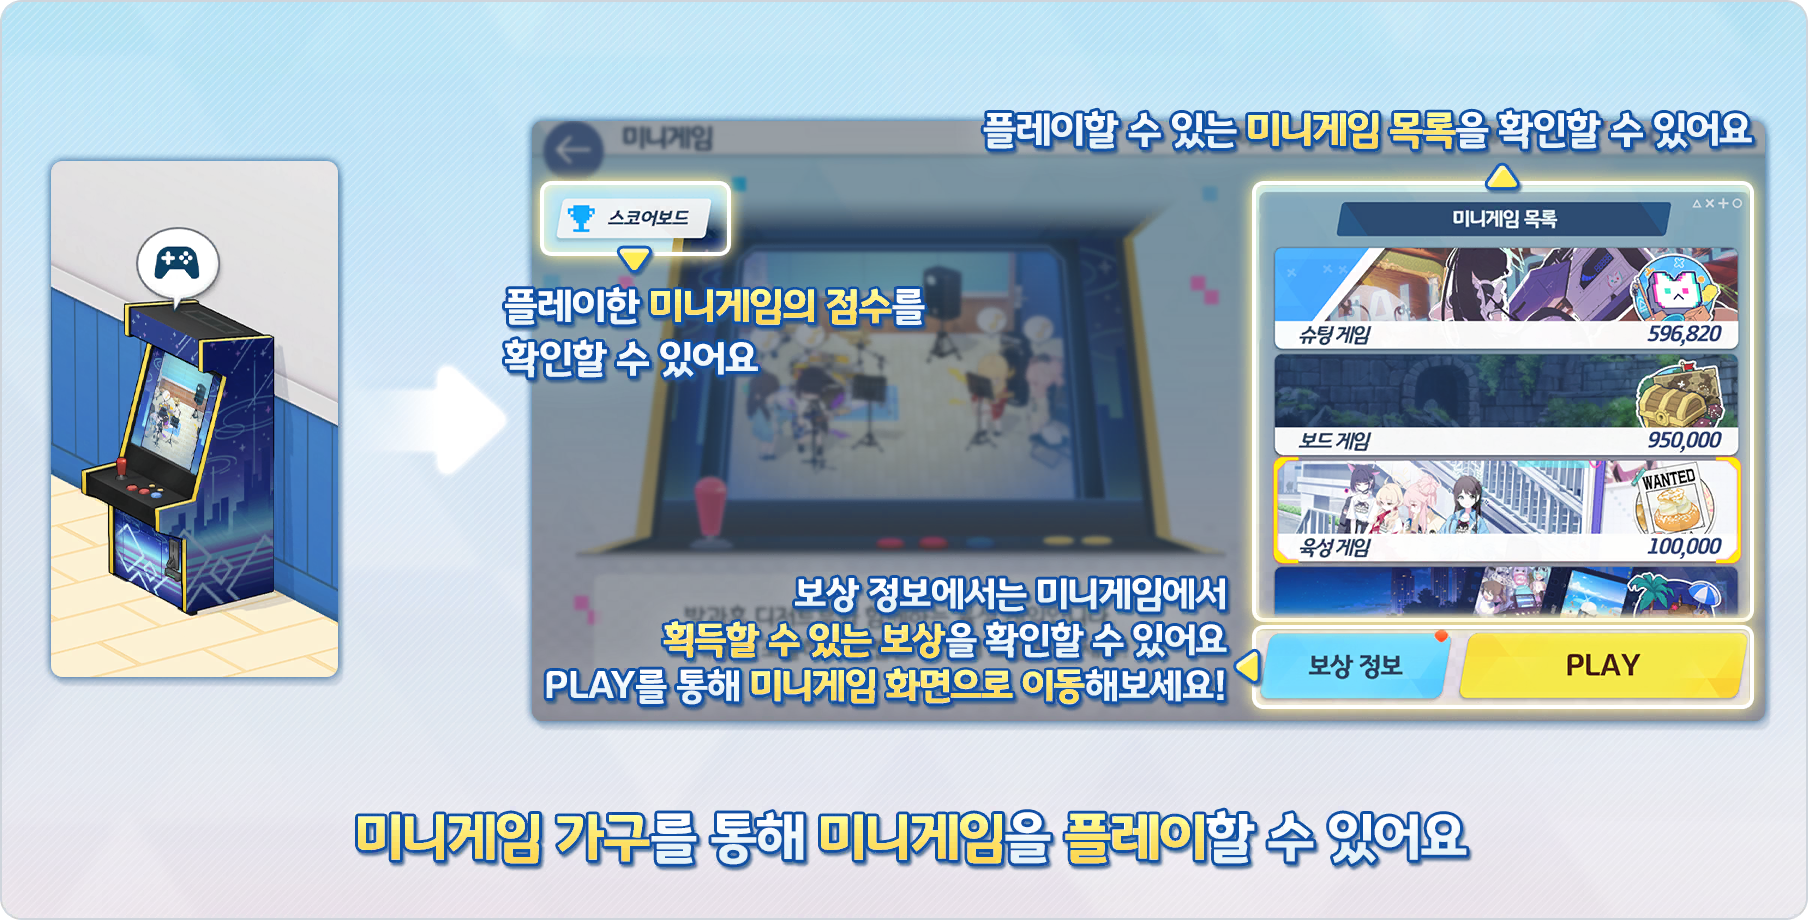 미니게임
플레이할 수 있는 미니게임 목록을 확인할 수 있어요
스코어보드
플레이한 미니게임의 점수를
확인할 수 있어요
미니게임 목록
슈팅 게임 596,820
보드 게임 950,000
WANTED
육성 게임 100,000
보상 정보에서는 미니게임에서
획득할 수 있는 보상을 확인할 수 있어요
PLAY를 통해 미니게임 화면으로 이동해보세요!
보상 정보
PLAY
미니게임 가구를 통해 미니게임을 플레이할 수 있어요